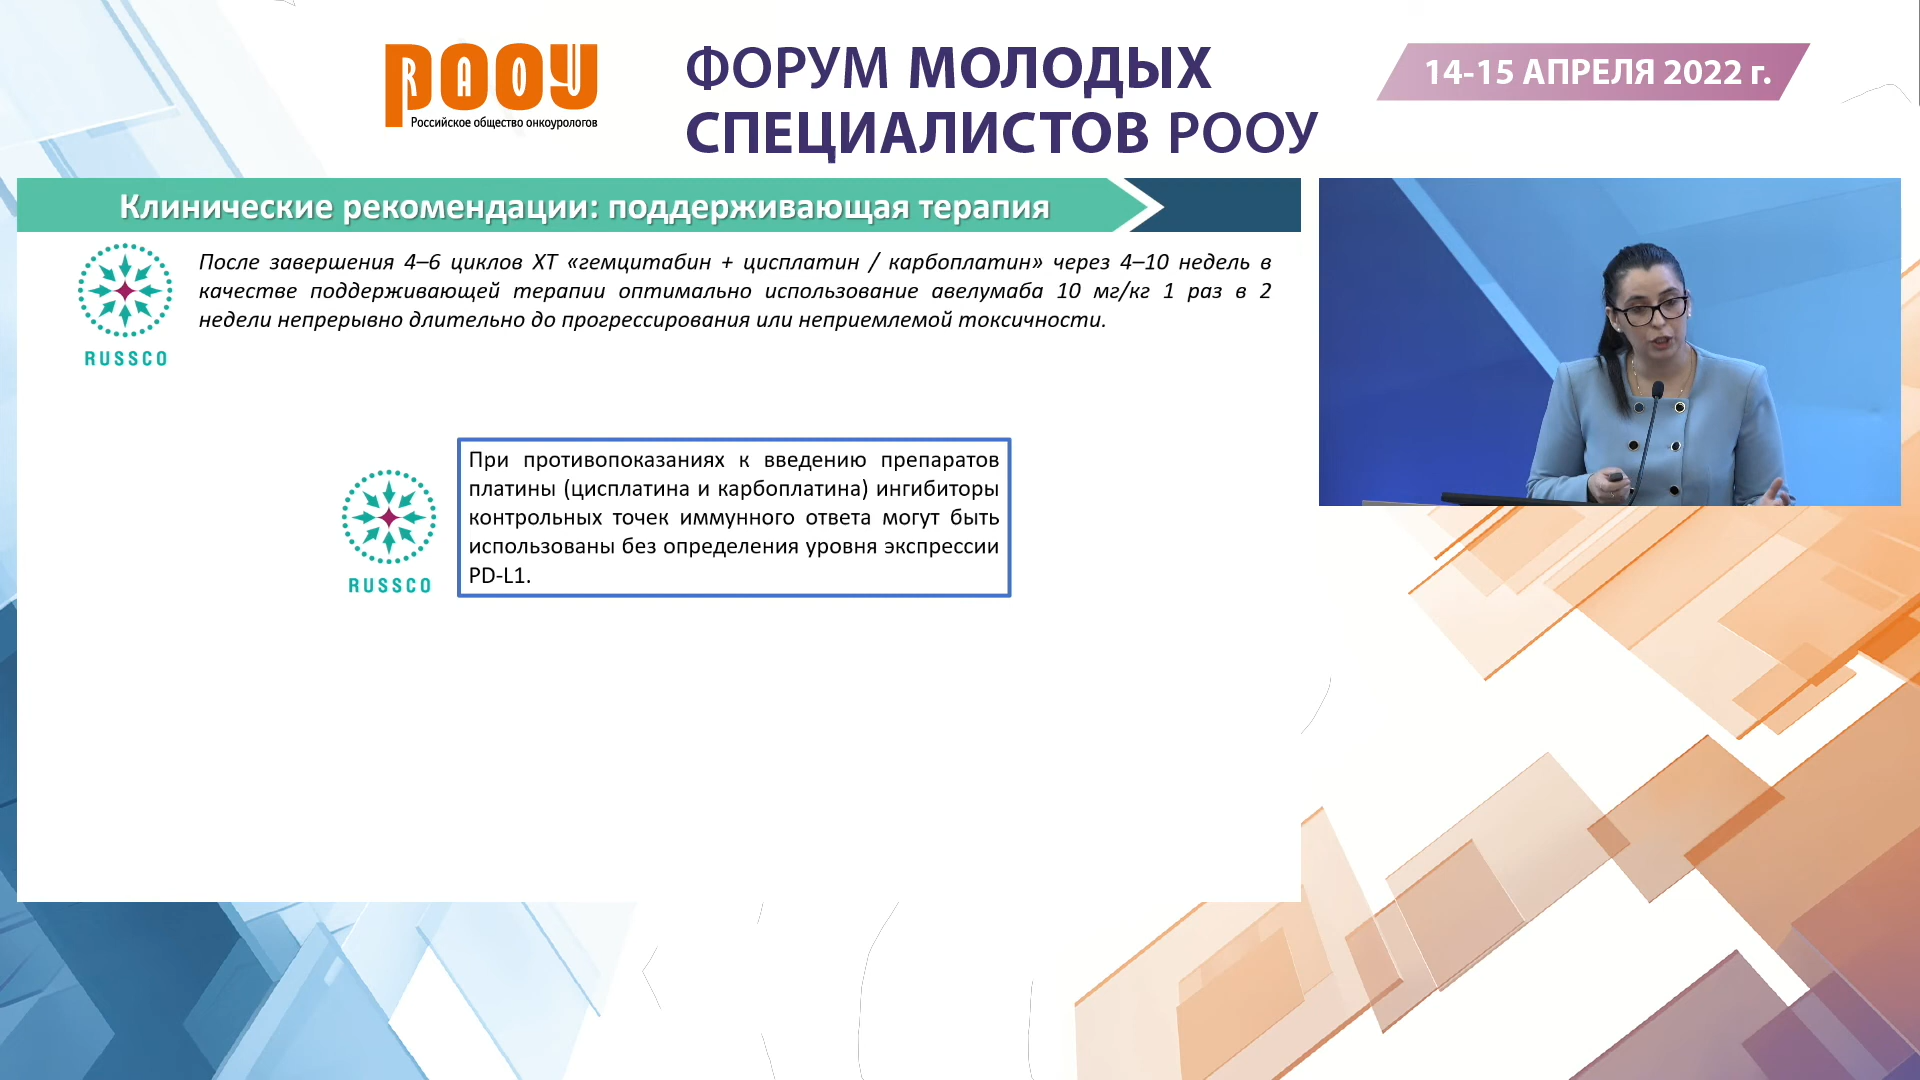 РАОУ
RAOU
Российское общество онкоурологов
ФОРУМ МОЛОДЫХ
СПЕЦИАЛИСТОВ РООУ
14-15 АПРЕЛЯ 2022 г.
Клинические рекомендации: поддерживающая терапия
После завершения 4–6 циклов ХТ «гемцитабин + цисплатин / карбоплатин» через 4–10 недель в
качестве поддерживающей терапии оптимально использование авелумаба 10 мг/кг 1 раз в 2
недели непрерывно длительно до прогрессирования или неприемлемой токсичности.
RUSSCO
При противопоказаниях к введению препаратов
платины (цисплатина и карбоплатина) ингибиторы
контрольных точек иммунного ответа могут быть
использованы без определения уровня экспрессии
PD-L1.
RUSSCO